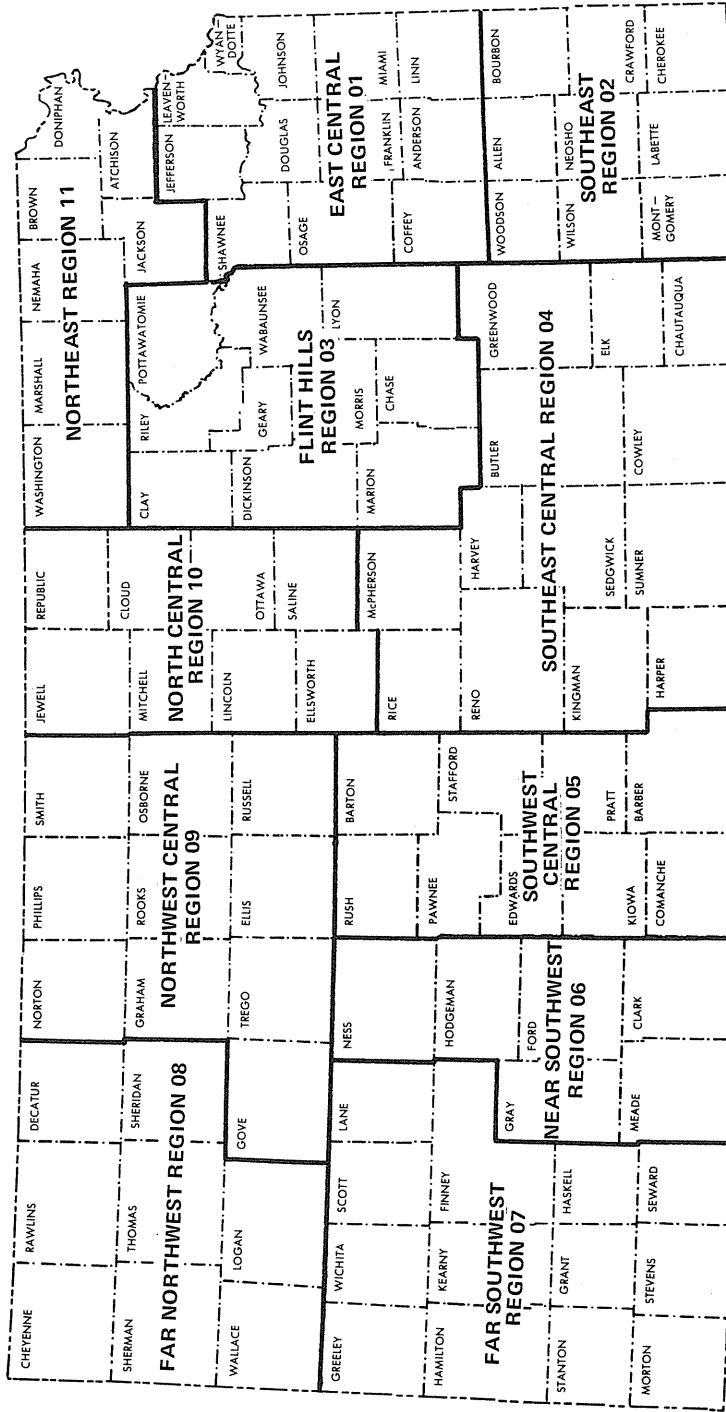 CHEYENNE
RAWLINS
DECATUR
NORTON
PHILLIPS
SMITH
JEWELL
REPUBLIC
WASHINGTON
MARSHALL
NEMAHA
BROWN
DONIPHAN
SHERMAN
THOMAS
SHERIDAN
GRAHAM
ROOKS
OSBORNE
MITCHELL
CLOUD
CLAY
RILEY
POTTAWATOMIE
JACKSON
ATCHISON
JEFFERSON
LEAVEN-
WORTH
WYAN-
DOTTE
FAR NORTHWEST REGION 08
NORTHWEST CENTRAL
REGION 09
NORTH CENTRAL
REGION 10
NORTHEAST REGION 11
WALLACE
LOGAN
GOVE
TREGO
ELLIS
RUSSELL
LINCOLN
OTTAWA
SALINE
ELLSWORTH
DICKINSON
GEARY
WABAUNSEE
SHAWNEE
DOUGLAS
JOHNSON
OSAGE
FLINT HILLS
REGION 03
EAST CENTRAL
REGION 01
MARION
MORRIS
CHASE
LYON
COFFEY
FRANKLIN
MIAMI
ANDERSON
LINN
GREELEY
WICHITA
SCOTT
LANE
NESS
RUSH
BARTON
RICE
McPHERSON
HAMILTON
KEARNY
FINNEY
HODGEMAN
PAWNEE
STAFFORD
RENO
HARVEY
BUTLER
GREENWOOD
WOODSON
ALLEN
BOURBON
FAR SOUTHWEST
REGION 07
GRAY
FORD
EDWARDS
NEAR SOUTHWEST
REGION 06
SOUTHWEST
CENTRAL
REGION 05
SOUTHEAST CENTRAL REGION 04
SOUTHEAST
REGION 02
STANTON
GRANT
HASKELL
KIOWA
PRATT
KINGMAN
SEDGWICK
ELK
WILSON
NEOSHO
CRAWFORD
MORTON
STEVENS
SEWARD
MEADE
CLARK
COMANCHE
BARBER
HARPER
SUMNER
COWLEY
CHAUTAUQUA
MONT-
GOMERY
LABETTE
CHEROKEE